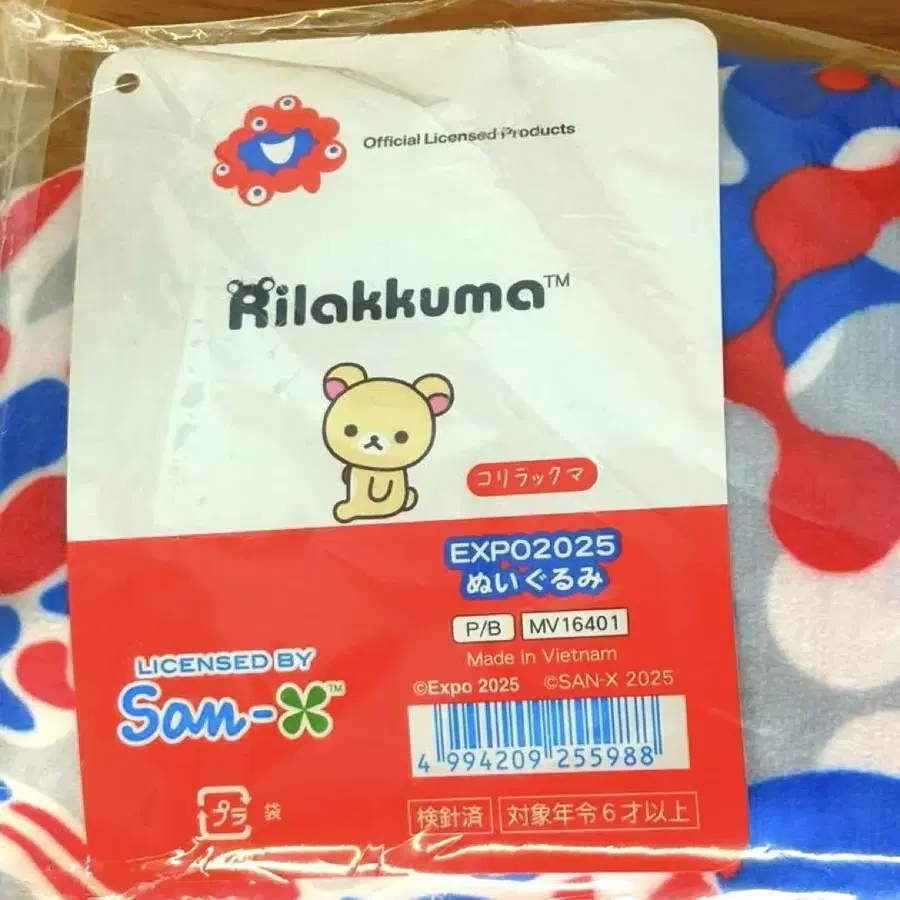 Official Licensed Products
Rilakkuma™
コリラックマ
EXPO2025
ぬいぐるみ
P/B MV16401
Made in Vietnam
©Expo 2025 ©SAN-X 2025
LICENSED BY
San-X™
4 994209 255988
プラ 袋
検針済 対象年令6才以上